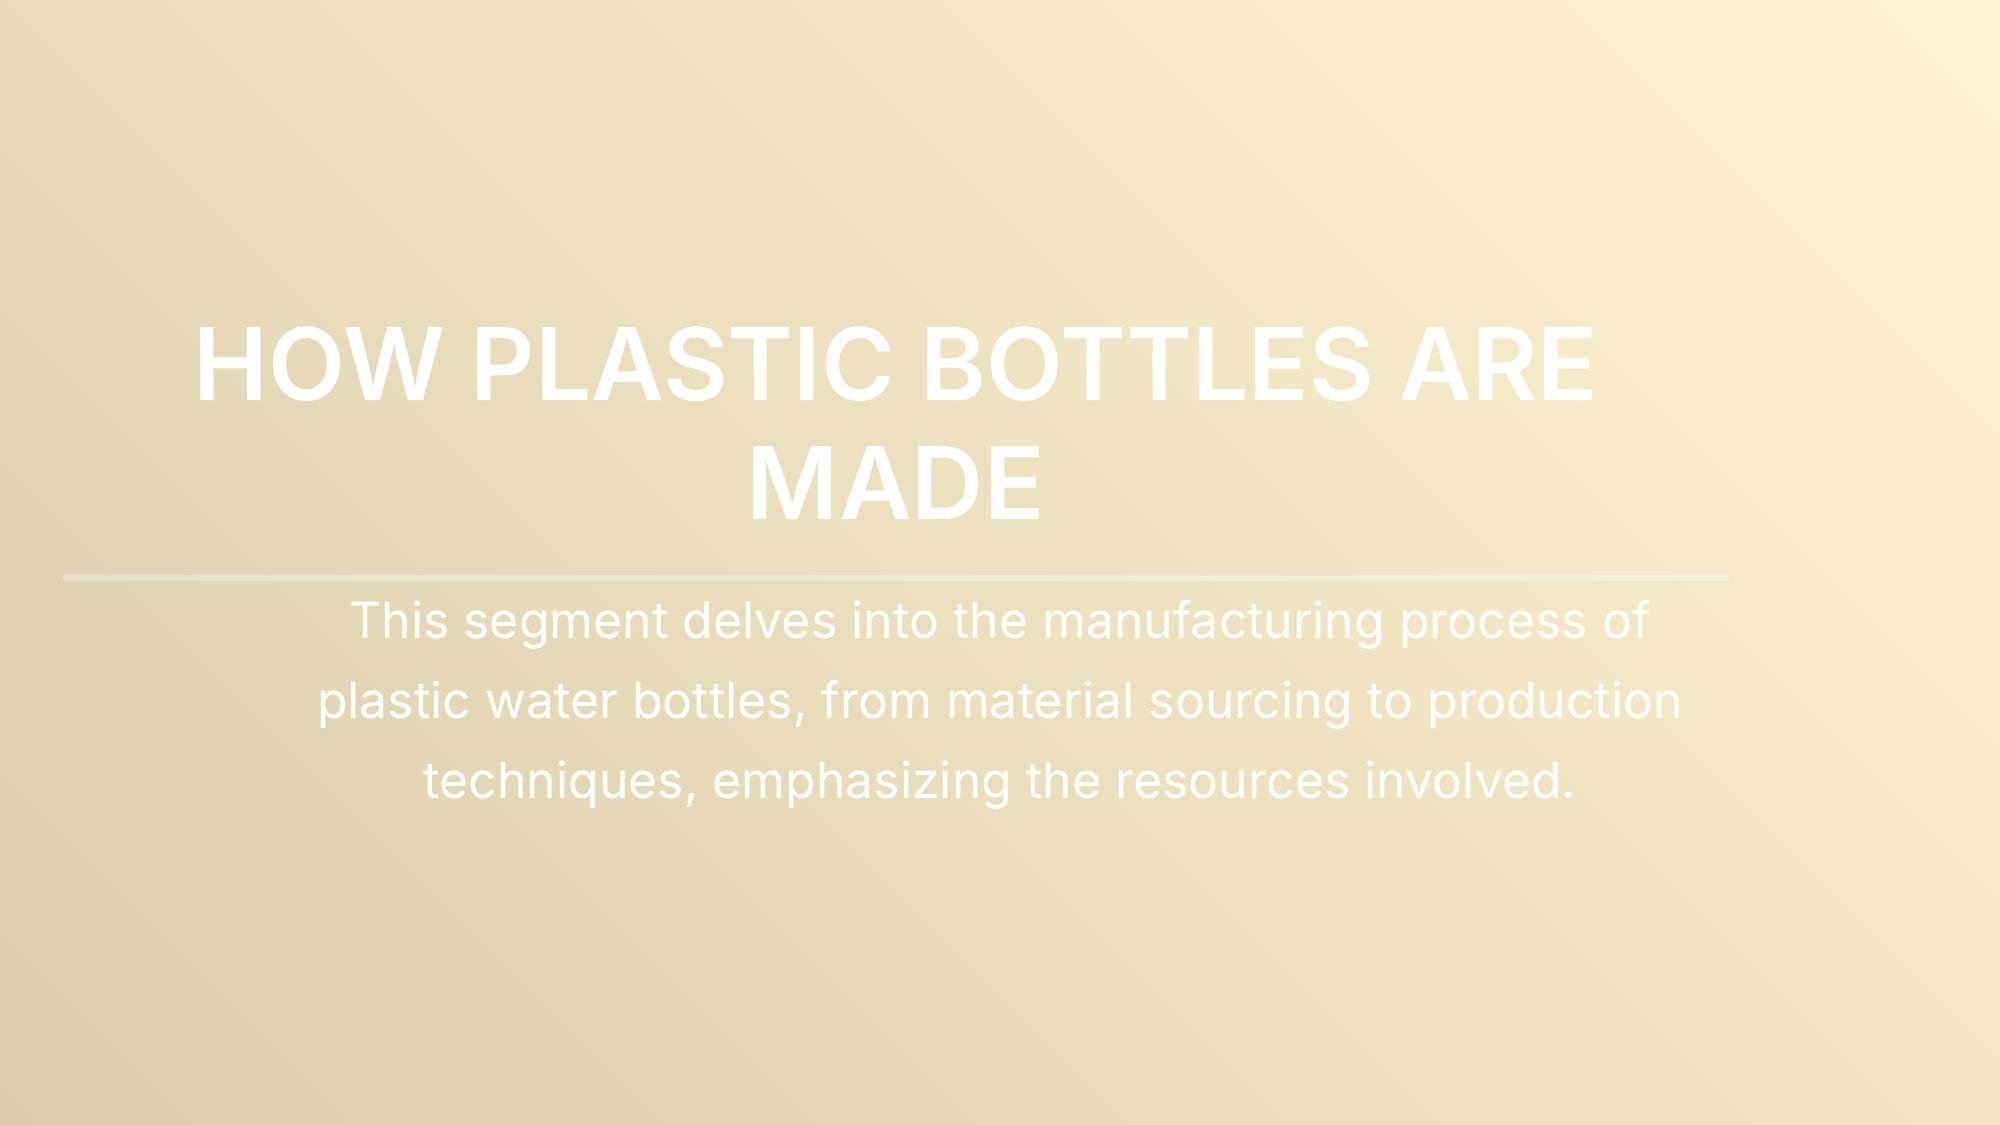 HOW PLASTIC BOTTLES ARE
MADE
This segment delves into the manufacturing process of
plastic water bottles, from material sourcing to production
techniques, emphasizing the resources involved.